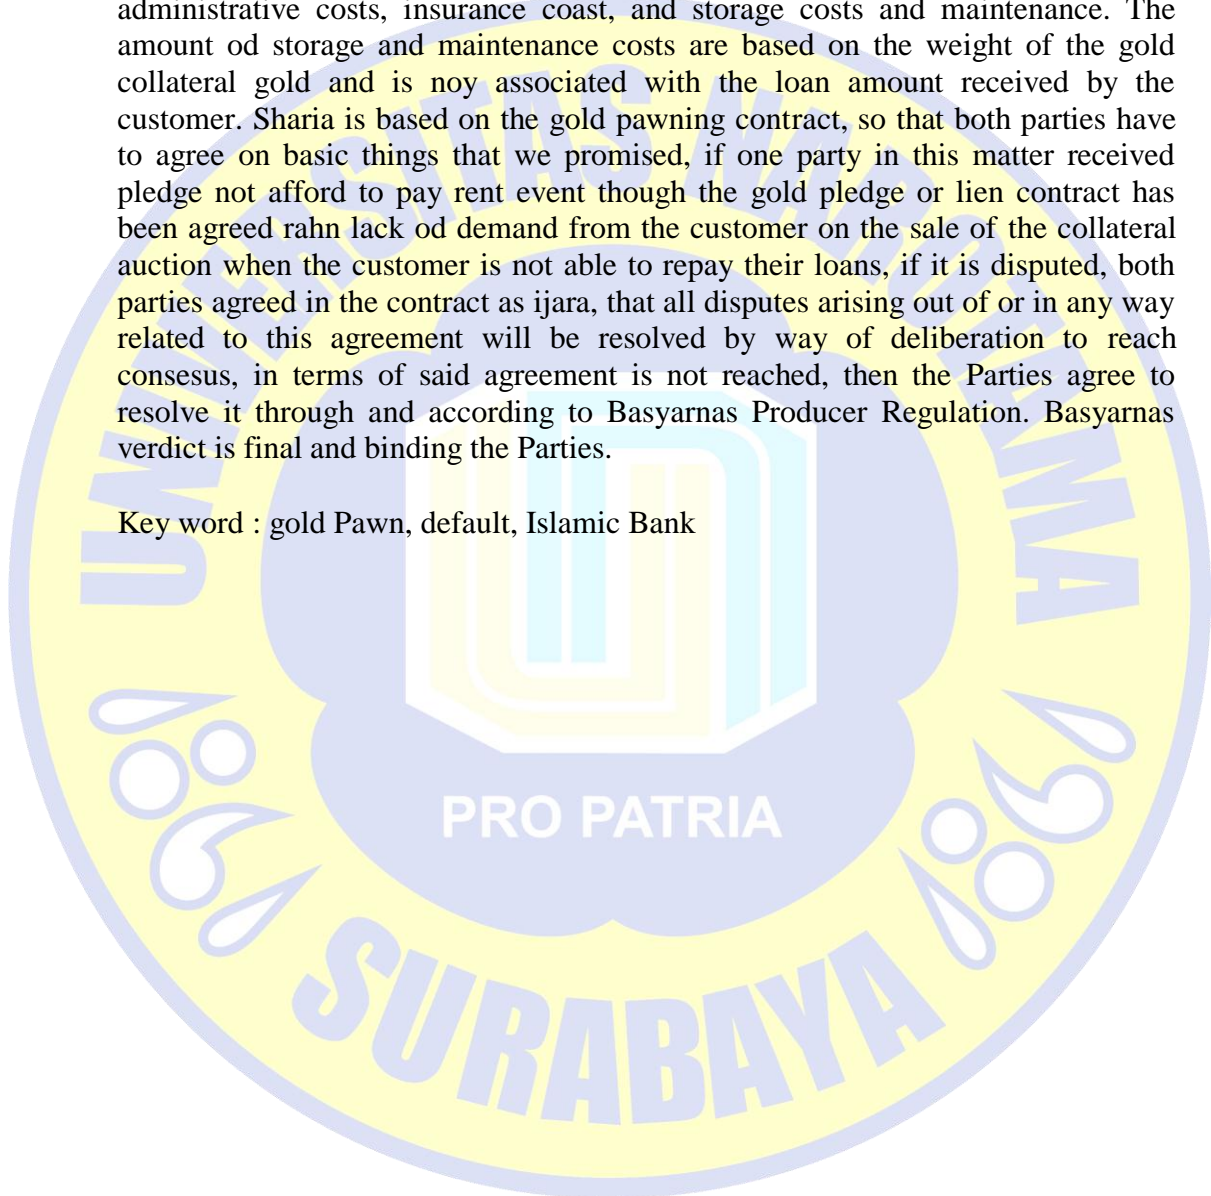 administrative costs, insurance coast, and storage costs and maintenance. The
amount od storage and maintenance costs are based on the weight of the gold
collateral gold and is noy associated with the loan amount received by the
customer. Sharia is based on the gold pawning contract, so that both parties have
to agree on basic things that we promised, if one party in this matter received
pledge not afford to pay rent event though the gold pledge or lien contract has
been agreed rahn lack od demand from the customer on the sale of the collateral
auction when the customer is not able to repay their loans, if it is disputed, both
parties agreed in the contract as ijara, that all disputes arising out of or in any way
related to this agreement will be resolved by way of deliberation to reach
consesus, in terms of said agreement is not reached, then the Parties agree to
resolve it through and according to Basyarnas Producer Regulation. Basyarnas
verdict is final and binding the Parties.
Key word : gold Pawn, default, Islamic Bank
UNIVERSITAS NAROTAMA
PRO PATRIA
SURABAYA